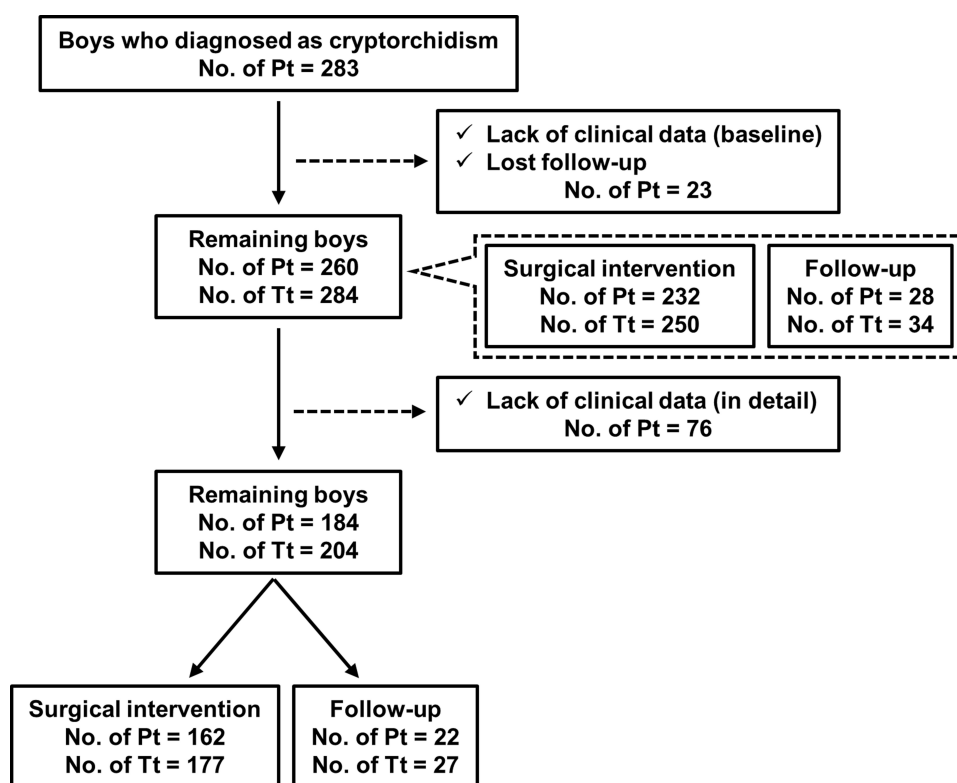 Boys who diagnosed as cryptorchidism
No. of Pt = 283
✓ Lack of clinical data (baseline)
✓ Lost follow-up
No. of Pt = 23
Remaining boys
No. of Pt = 260
No. of Tt = 284
Surgical intervention
No. of Pt = 232
No. of Tt = 250
Follow-up
No. of Pt = 28
No. of Tt = 34
✓ Lack of clinical data (in detail)
No. of Pt = 76
Remaining boys
No. of Pt = 184
No. of Tt = 204
Surgical intervention
No. of Pt = 162
No. of Tt = 177
Follow-up
No. of Pt = 22
No. of Tt = 27